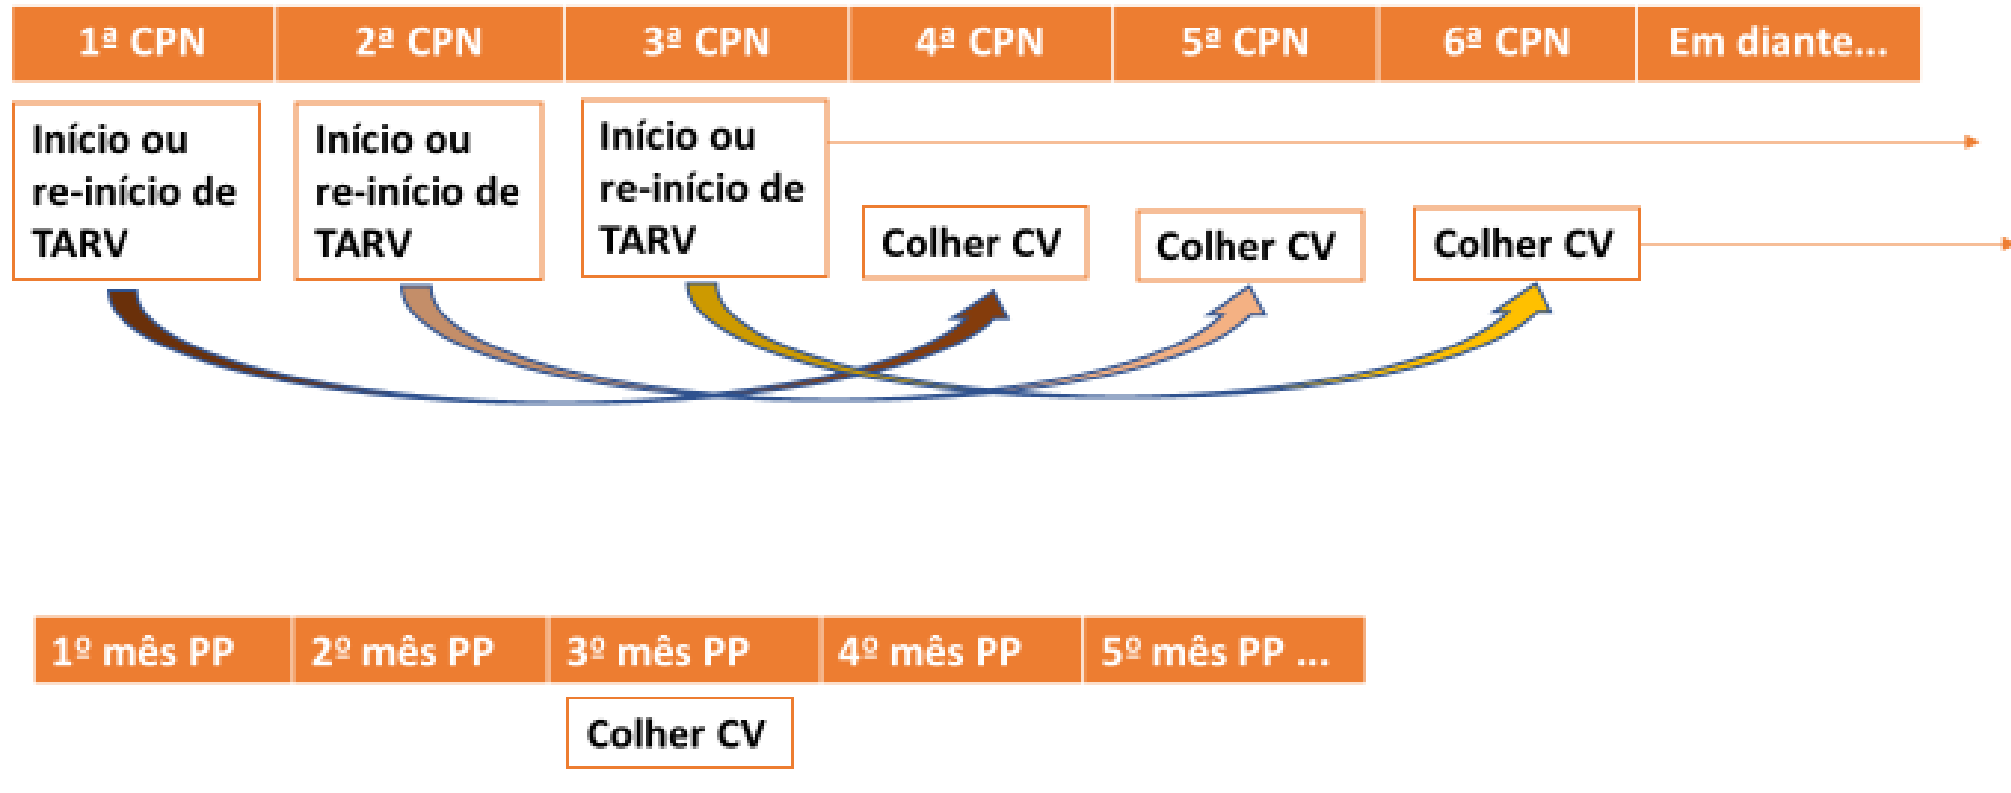 1ª CPN
2ª CPN
3ª CPN
4ª CPN
5ª CPN
6ª CPN
Em diante...
Início ou
re-início de
TARV
Início ou
re-início de
TARV
Início ou
re-início de
TARV
Colher CV
Colher CV
Colher CV
1º mês PP
2º mês PP
3º mês PP
4º mês PP
5º mês PP ...
Colher CV